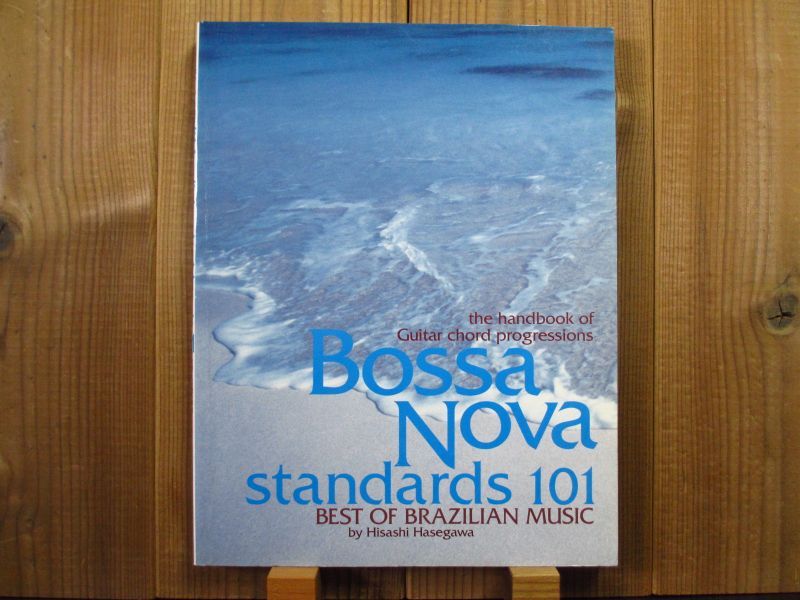 the handbook of
Guitar chord progressions
Bossa
Nova
standards 101
BEST OF BRAZILIAN MUSIC
by Hisashi Hasegawa